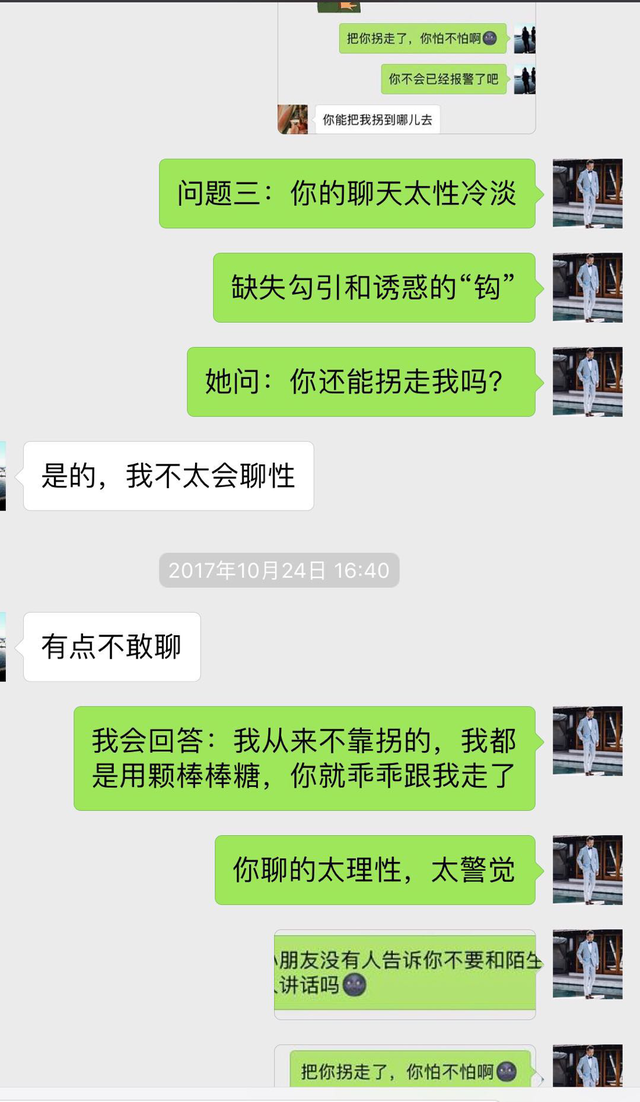 把你拐走了，你怕不怕啊
你不会已经报警了吧
你能把我拐到哪儿去
问题三：你的聊天太性冷淡
缺失勾引和诱惑的“钩”
她问：你还能拐走我吗？
是的，我不太会聊性
2017年10月24日 16:40
有点不敢聊
我会回答：我从来不靠拐的，我都
是用颗棒棒糖，你就乖乖跟我走了
你聊的太理性，太警觉
朋友没有人告诉你不要和陌生
讲话吗
把你拐走了，你怕不怕啊